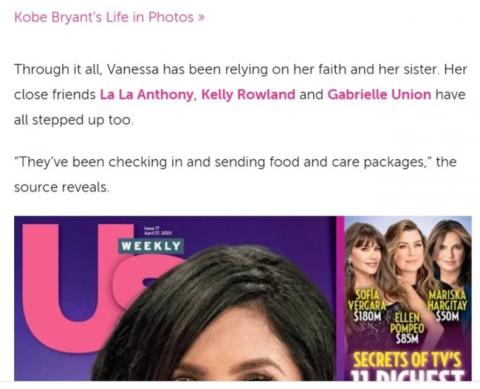 Kobe Bryant's Life in Photos »
Through it all, Vanessa has been relying on her faith and her sister. Her
close friends La La Anthony, Kelly Rowland and Gabrielle Union have
all stepped up too.
"They've been checking in and sending food and care packages," the
source reveals.
Us
WEEKLY
Issue 17
April 27, 2020
SOFÍA
VERGARA
$180M
ELLEN
POMPEO
$85M
MARISKA
HARGITAY
$50M
SECRETS OF TV'S
11 RICHEST